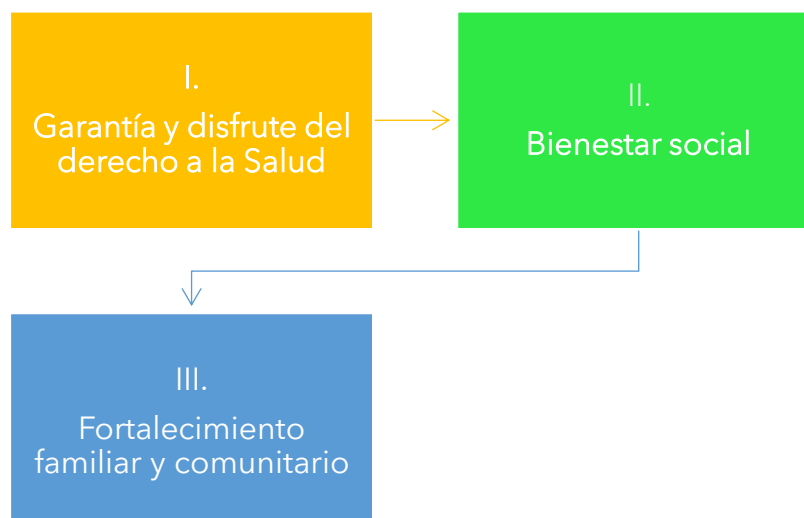 I.
Garantía y disfrute del
derecho a la Salud
II.
Bienestar social
III.
Fortalecimiento
familiar y comunitario